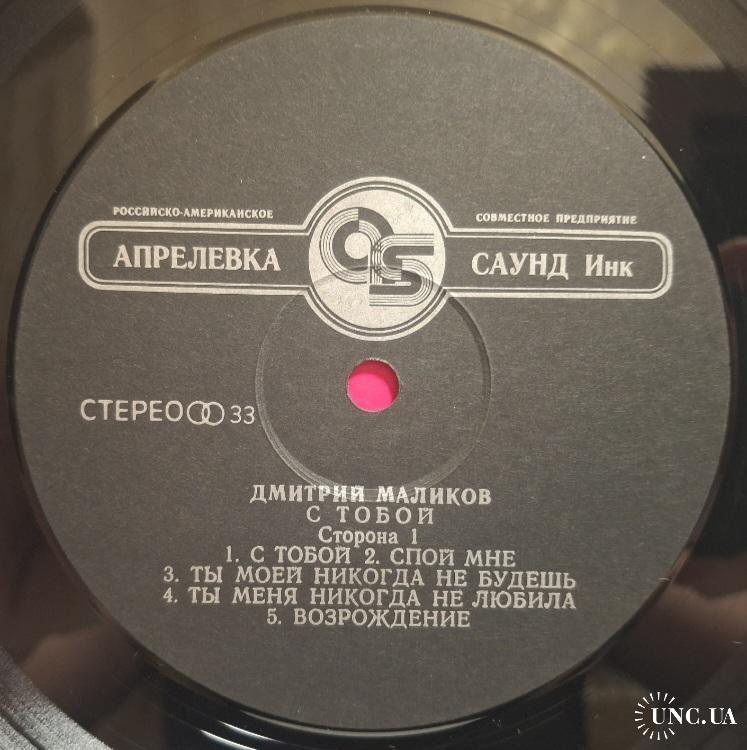 РОССИЙСКО-АМЕРИКАНСКОЕ СОВМЕСТНОЕ ПРЕДПРИЯТИЕ
АПРЕЛЕВКА САУНД Инк
СТЕРЕО 33
ДМИТРИЙ МАЛИКОВ
С ТОБОЙ
Сторона 1
1. С ТОБОЙ 2. СПОЙ МНЕ
3. ТЫ МОЕЙ НИКОГДА НЕ БУДЕШЬ
4. ТЫ МЕНЯ НИКОГДА НЕ ЛЮБИЛА
5. ВОЗРОЖДЕНИЕ
UNC.UA